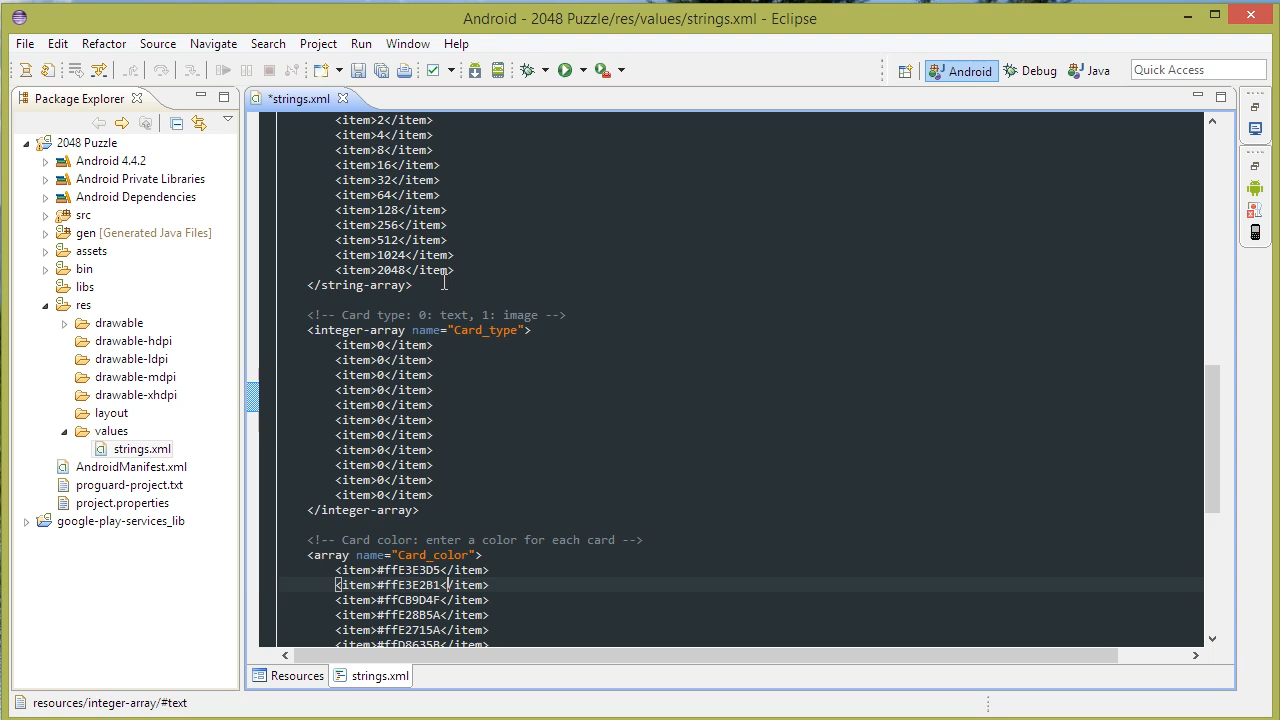 Android - 2048 Puzzle/res/values/strings.xml - Eclipse
File Edit Refactor Source Navigate Search Project Run Window Help
Android Debug Java Quick Access
Package Explorer
*strings.xml
2048 Puzzle
Android 4.4.2
Android Private Libraries
Android Dependencies
src
gen [Generated Java Files]
assets
bin
libs
res
drawable
drawable-hdpi
drawable-ldpi
drawable-mdpi
drawable-xhdpi
layout
values
strings.xml
AndroidManifest.xml
proguard-project.txt
project.properties
google-play-services_lib
<item>2</item>
<item>4</item>
<item>8</item>
<item>16</item>
<item>32</item>
<item>64</item>
<item>128</item>
<item>256</item>
<item>512</item>
<item>1024</item>
<item>2048</item>
</string-array>
<!-- Card type: 0: text, 1: image -->
<integer-array name="Card_type">
<item>0</item>
<item>0</item>
<item>0</item>
<item>0</item>
<item>0</item>
<item>0</item>
<item>0</item>
<item>0</item>
<item>0</item>
<item>0</item>
<item>0</item>
</integer-array>
<!-- Card color: enter a color for each card -->
<array name="Card_color">
<item>#ffE3E3D5</item>
<item>#ffE3E2B1</item>
<item>#ffCB9D4F</item>
<item>#ffE28B5A</item>
<item>#ffE2715A</item>
<item>#ffD8635B</item>
Resources strings.xml
resources/integer-array/#text